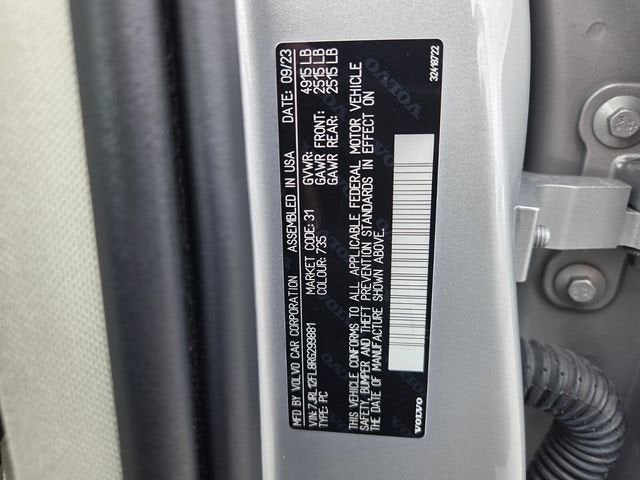 MFD BY VOLVO CAR CORPORATION ASSEMBLED IN USA DATE: 09/23
VIN: 7JRL12FL8RG299881
TYPE: PC
MARKET CODE: 31
COLOUR: 735
GVWR: 4915 LB
GAWR FRONT: 2515 LB
GAWR REAR: 2515 LB
THIS VEHICLE CONFORMS TO ALL APPLICABLE FEDERAL MOTOR VEHICLE
SAFETY, BUMPER AND THEFT PREVENTION STANDARDS IN EFFECT ON
THE DATE OF MANUFACTURE SHOWN ABOVE.
VOLVO
32418722